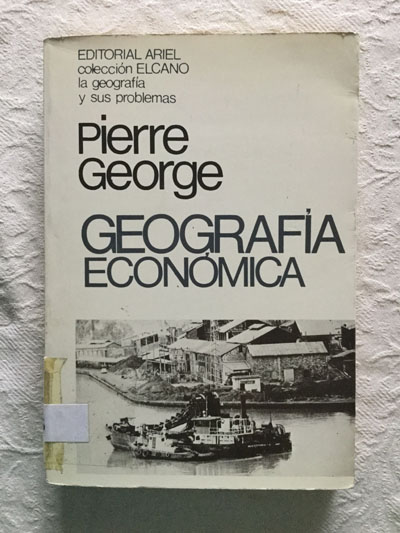 EDITORIAL ARIEL
colección ELCANO
la geografía
y sus problemas
Pierre
George
GEOGRAFÍA
ECONÓMICA